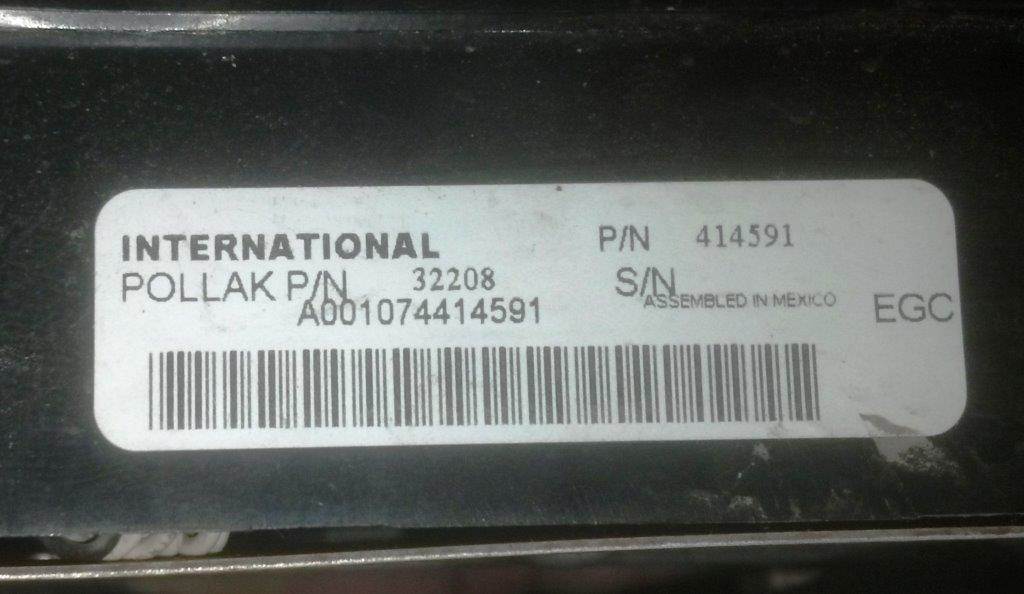 INTERNATIONAL P/N 414591
POLLAK P/N 32208 S/N
ASSEMBLED IN MEXICO EGC
A001074414591